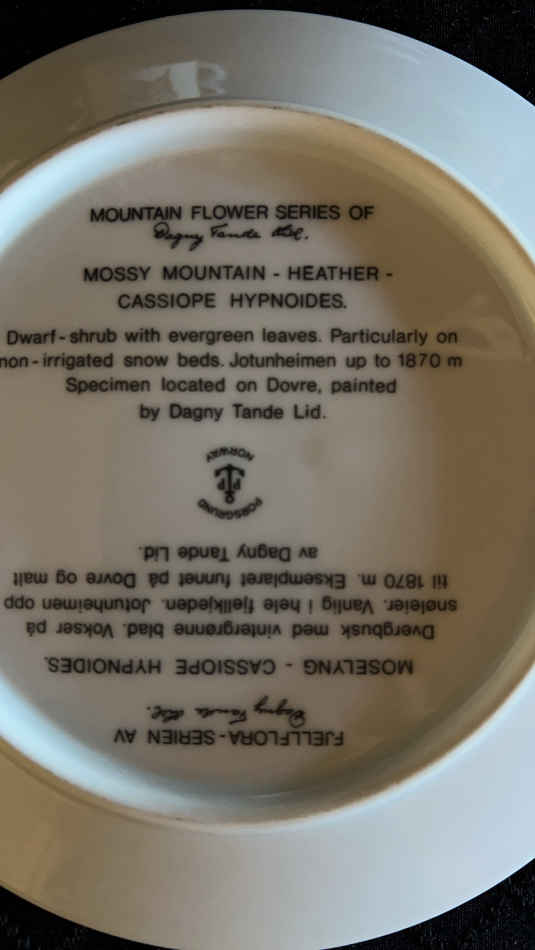 MOUNTAIN FLOWER SERIES OF
Dagny Tande Lid.
MOSSY MOUNTAIN - HEATHER -
CASSIOPE HYPNOIDES.
Dwarf-shrub with evergreen leaves. Particularly on
non-irrigated snow beds. Jotunheimen up to 1870 m
Specimen located on Dovre, painted
by Dagny Tande Lid.
PORSGRUND
PP
NORWAY
FJELLFLORA-SERIEN AV
Dagny Tande Lid.
MOSELYNG - CASSIOPE HYPNOIDES.
Dvergbusk med vintergrønne blad. Vokser på
snøleier. Vanlig i hele fjellkjeden. Jotunheimen opp
til 1870 m. Eksemplaret funnet på Dovre og malt
av Dagny Tande Lid.